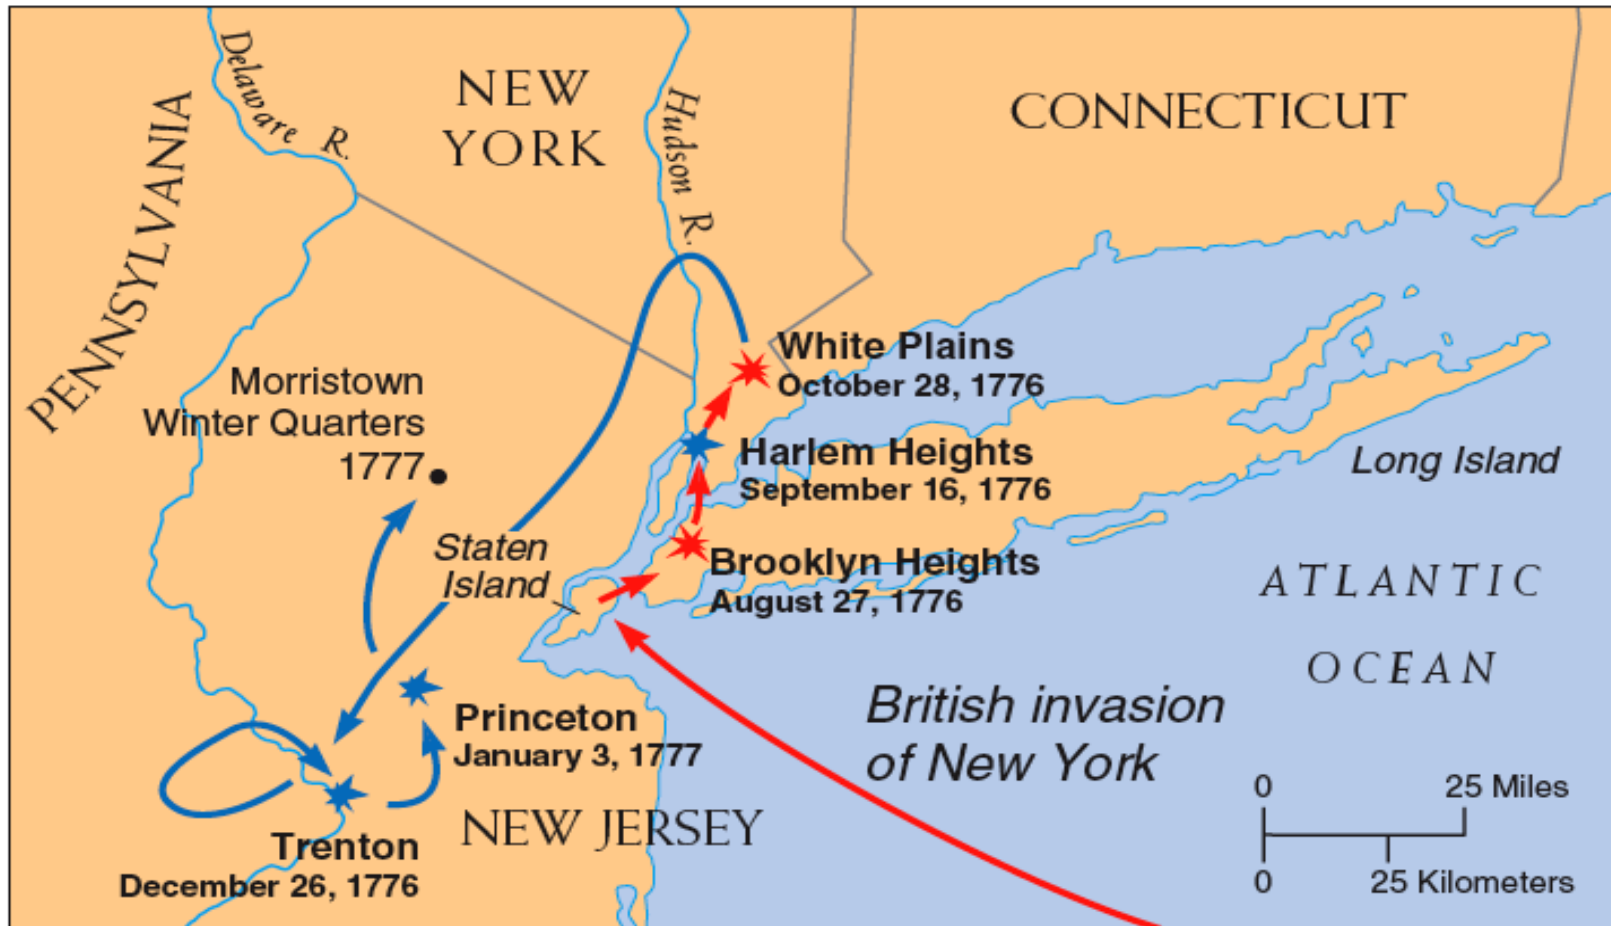 Delaware R.
NEW
YORK
Hudson R.
CONNECTICUT
PENNSYLVANIA
White Plains
October 28, 1776
Morristown
Winter Quarters
1777
Harlem Heights
September 16, 1776
Long Island
Staten
Island
Brooklyn Heights
August 27, 1776
ATLANTIC
OCEAN
British invasion
of New York
Princeton
January 3, 1777
NEW JERSEY
Trenton
December 26, 1776
0 25 Miles
0 25 Kilometers